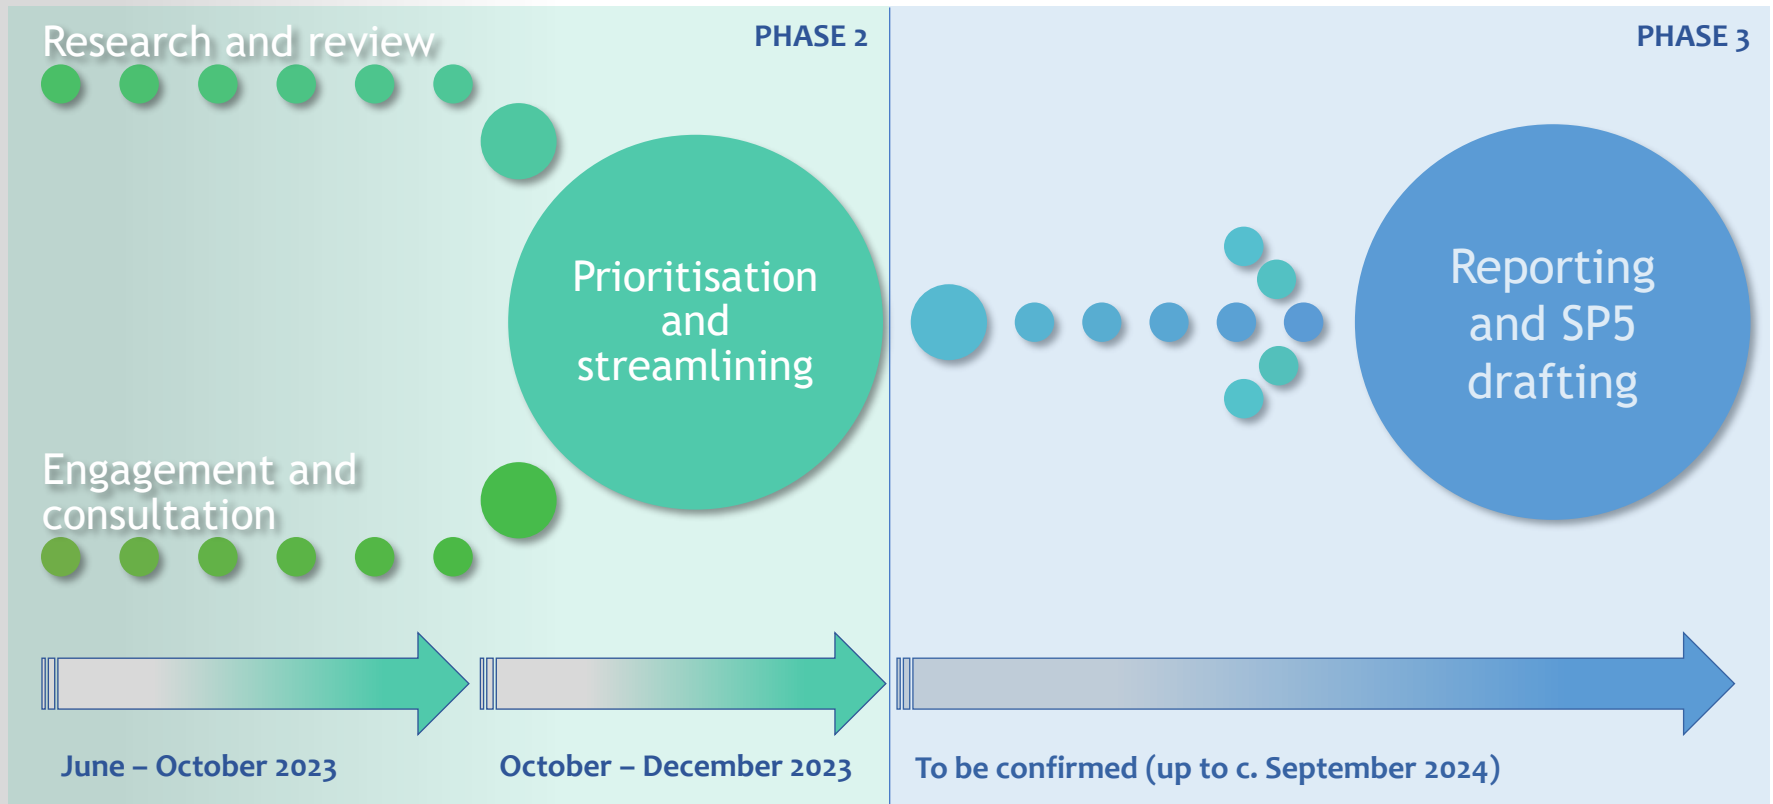 Research and review
PHASE 2
PHASE 3
Prioritisation
and
streamlining
Reporting
and SP5
drafting
Engagement and
consultation
June – October 2023
October – December 2023
To be confirmed (up to c. September 2024)